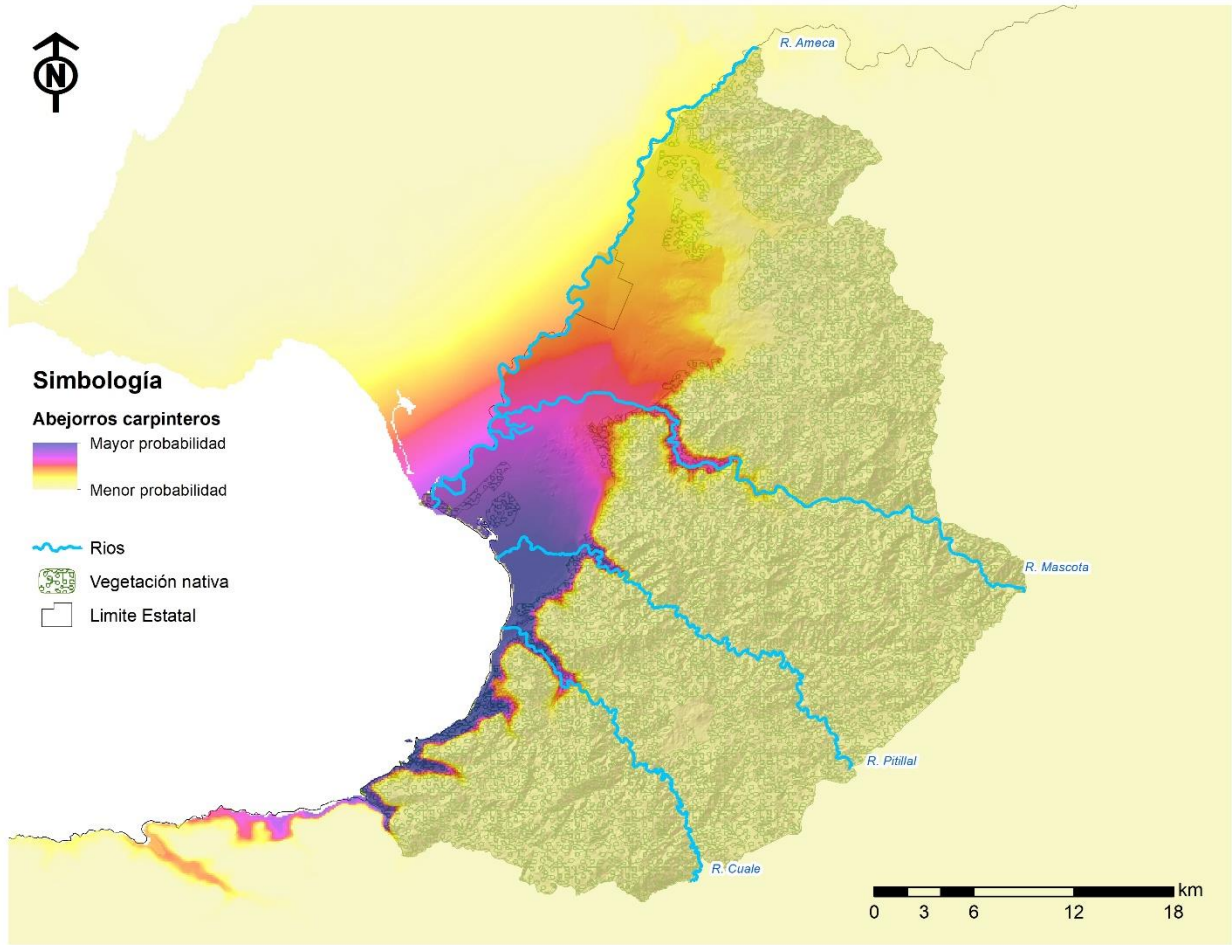 N
R. Ameca
Simbología
Abejorros carpinteros
Mayor probabilidad
Menor probabilidad
Rios
Vegetación nativa
Limite Estatal
R. Mascota
R. Pitillal
R. Cuale
km
0 3 6 12 18